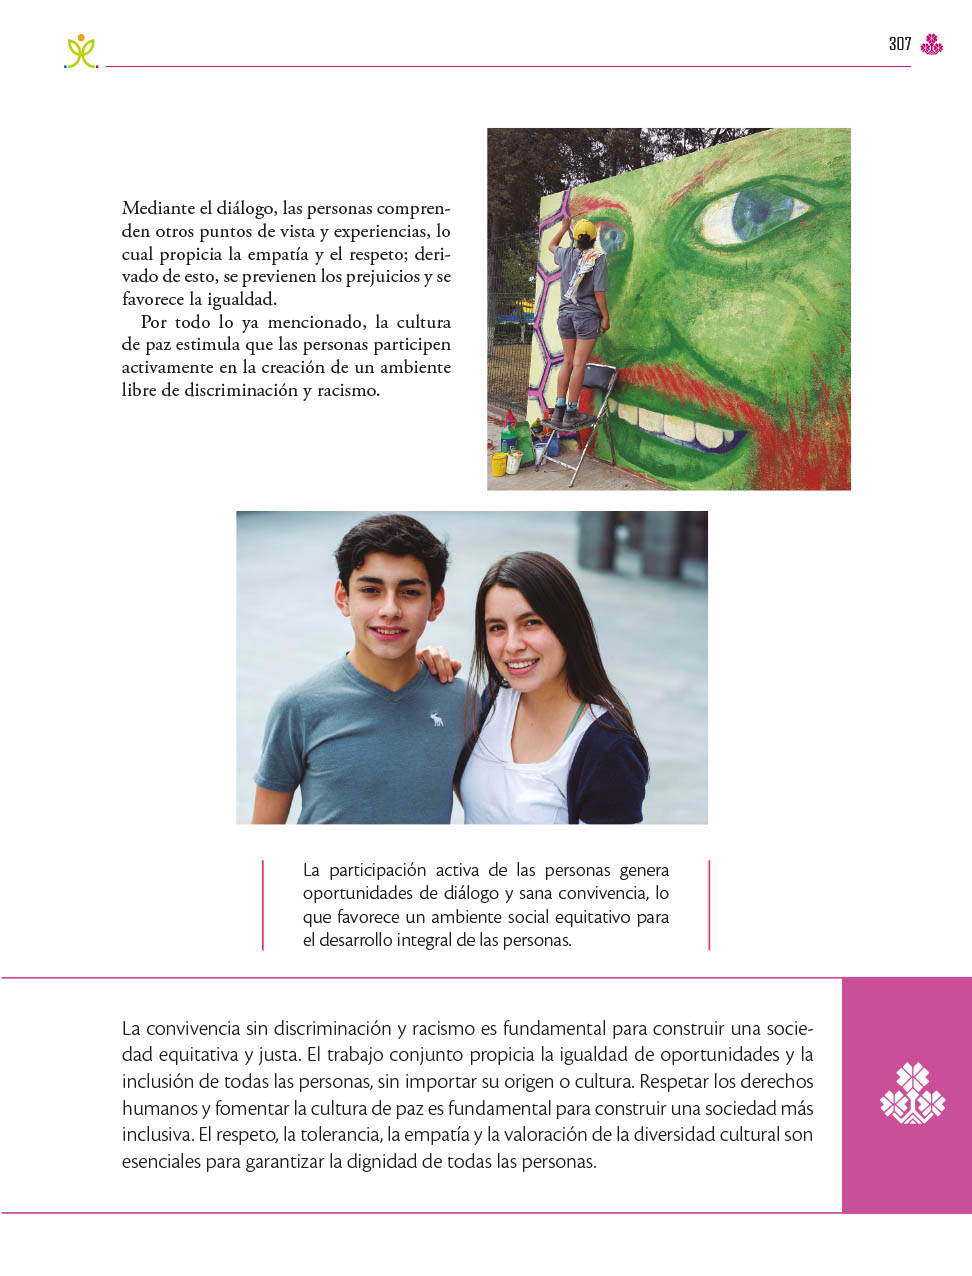 307
Mediante el diálogo, las personas compren-
den otros puntos de vista y experiencias, lo
cual propicia la empatía y el respeto; deri-
vado de esto, se previenen los prejuicios y se
favorece la igualdad.
Por todo lo ya mencionado, la cultura
de paz estimula que las personas participen
activamente en la creación de un ambiente
libre de discriminación y racismo.
La participación activa de las personas genera
oportunidades de diálogo y sana convivencia, lo
que favorece un ambiente social equitativo para
el desarrollo integral de las personas.
La convivencia sin discriminación y racismo es fundamental para construir una socie-
dad equitativa y justa. El trabajo conjunto propicia la igualdad de oportunidades y la
inclusión de todas las personas, sin importar su origen o cultura. Respetar los derechos
humanos y fomentar la cultura de paz es fundamental para construir una sociedad más
inclusiva. El respeto, la tolerancia, la empatía y la valoración de la diversidad cultural son
esenciales para garantizar la dignidad de todas las personas.